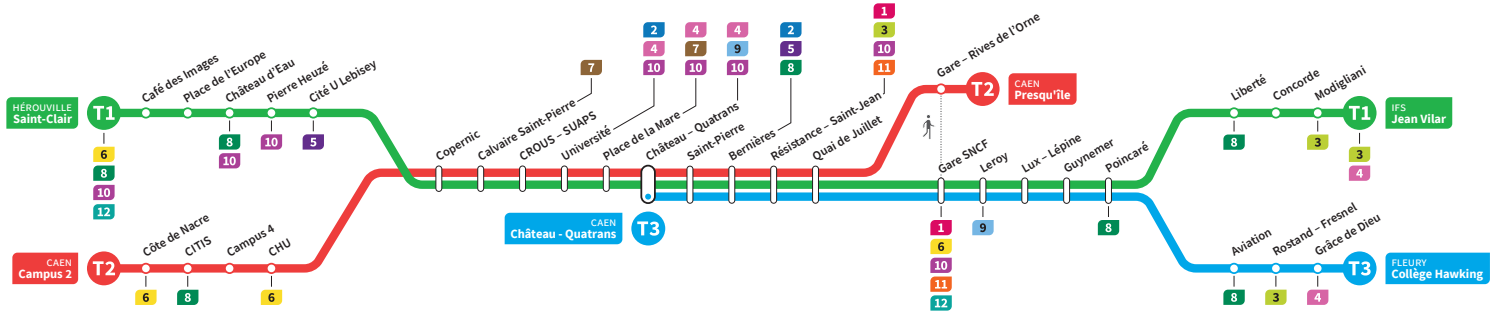 HÉROUVILLE
Saint-Clair
T1
6
8
10
12
Café des Images
Place de l'Europe
Château d'Eau
8
10
Pierre Heuzé
10
Cité U Lebisey
5
CAEN
Campus 2
T2
Côte de Nacre
6
CITIS
8
Campus 4
CHU
6
Copernic
Calvaire Saint-Pierre
7
CROUS – SUAPS
Université
2
4
10
Place de la Mare
4
7
10
Château – Quatrans
4
9
10
CAEN
Château - Quatrans
T3
Saint-Pierre
Bernières
2
5
8
Résistance – Saint-Jean
1
3
10
11
Quai de Juillet
Gare – Rives de l'Orne
T2
CAEN
Presqu'île
Gare SNCF
1
6
10
11
12
Leroy
9
Lux – Lépine
Guynemer
Poincaré
8
Liberté
8
Concorde
Modigliani
3
T1
3
4
IFS
Jean Vilar
Aviation
8
Rostand – Fresnel
3
Grâce de Dieu
4
T3
FLEURY
Collège Hawking